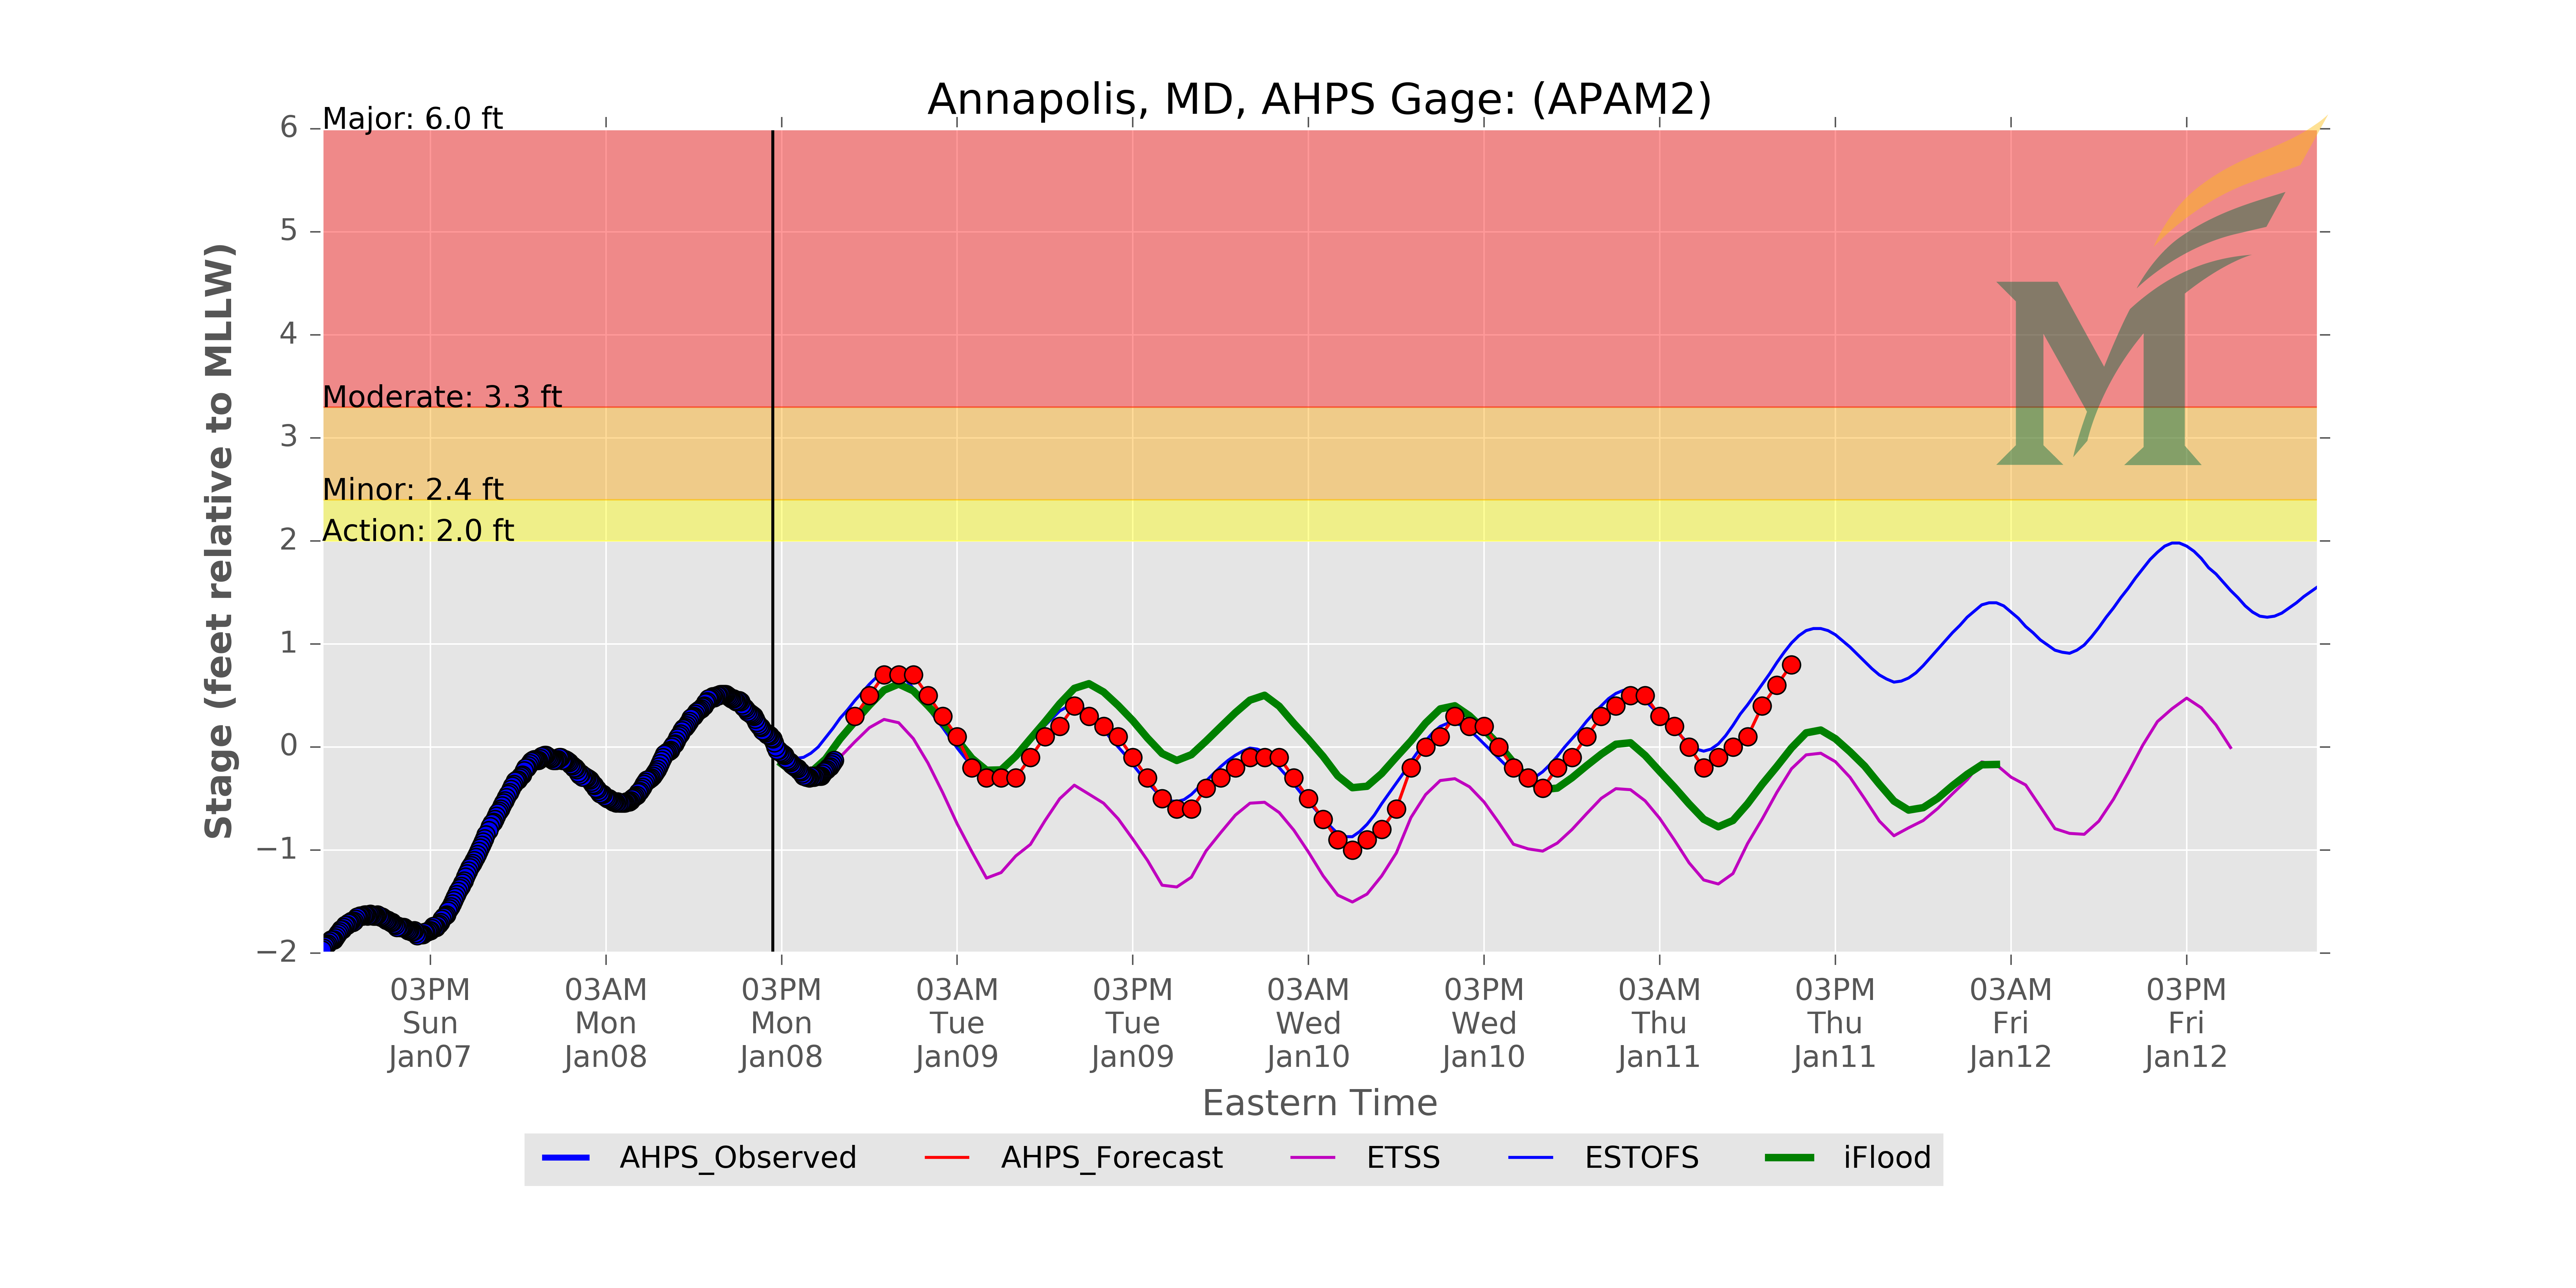 Annapolis, MD, AHPS Gage: (APAM2)
Major: 6.0 ft
Moderate: 3.3 ft
Minor: 2.4 ft
Action: 2.0 ft
Stage (feet relative to MLLW)
6
5
4
3
2
1
0
−1
−2
03PM Sun Jan07
03AM Mon Jan08
03PM Mon Jan08
03AM Tue Jan09
03PM Tue Jan09
03AM Wed Jan10
03PM Wed Jan10
03AM Thu Jan11
03PM Thu Jan11
03AM Fri Jan12
03PM Fri Jan12
Eastern Time
AHPS_Observed AHPS_Forecast ETSS ESTOFS iFlood
M